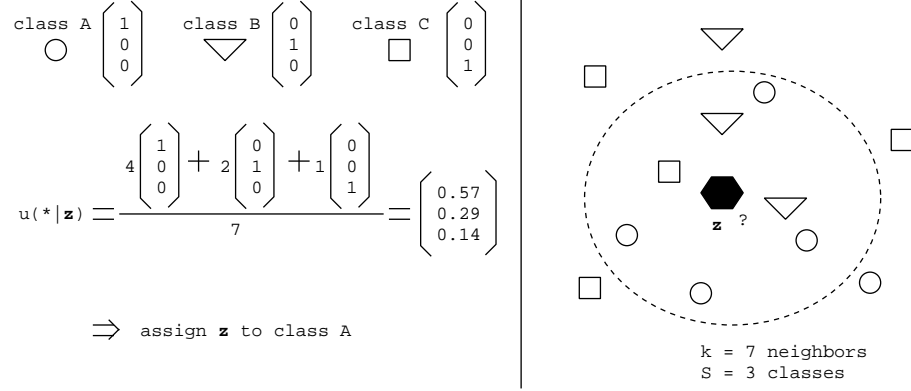 class A
1
0
0
class B
0
1
0
class C
0
0
1
u(*|z) = 4 1 0 0 + 2 0 1 0 + 1 0 0 1
7
= 0.57
0.29
0.14
⇒ assign z to class A
z ?
k = 7 neighbors
S = 3 classes